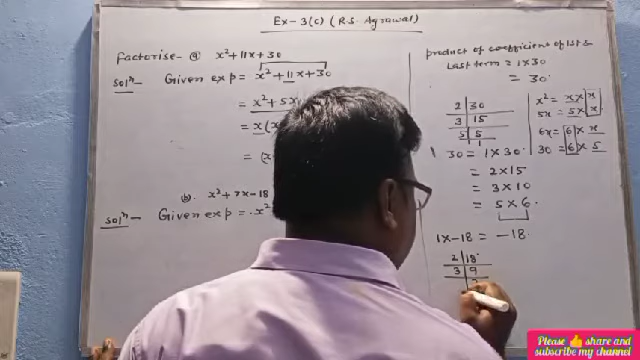 Ex-3(c) (R.S. Agrawal)
Factorise- @ x²+11x+30
Solⁿ- Given exp = x²+11x+30
= x²+5x
= x(x
= (x
(b). x²+7x-18
Solⁿ- Given exp = x²
product of coefficients of 1st &
Last term = 1×30
= 30
2 | 30
3 | 15
5 | 5
1
x² = x × x
5x = 5 × x
6x = 6 × x
30 = 6 × 5
30 = 1×30
= 2×15
= 3×10
= 5×6.
1×-18 = -18.
2 | 18
3 | 9
Please 👍 share and
subscribe my channel